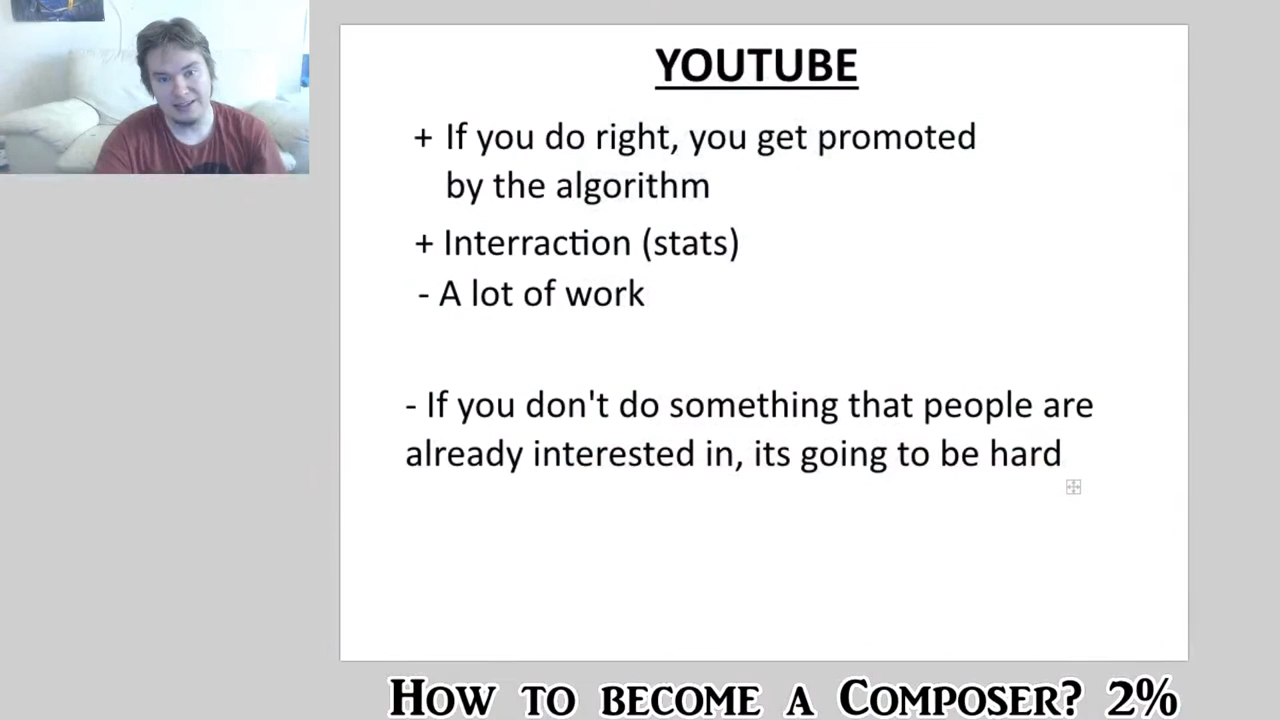 YOUTUBE
+ If you do right, you get promoted
by the algorithm
+ Interraction (stats)
- A lot of work
- If you don't do something that people are
already interested in, its going to be hard
How to become a Composer? 2%